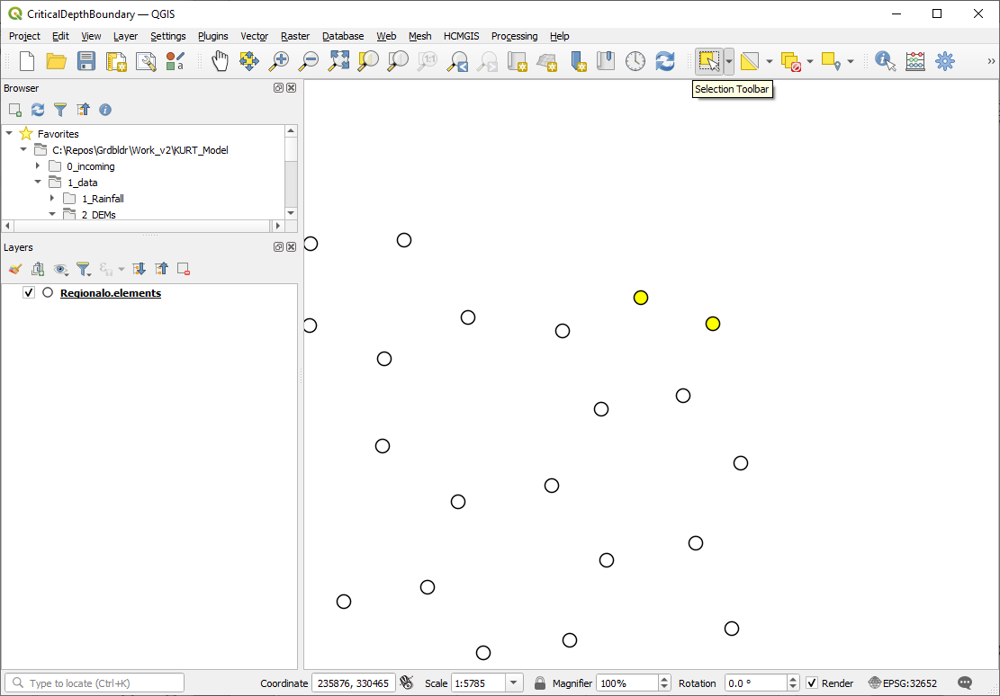 CriticalDepthBoundary — QGIS
Project Edit View Layer Settings Plugins Vector Raster Database Web Mesh HCMGIS Processing Help
1:1
Selection Toolbar
Browser
Favorites
C:\Repos\Grdbldr\Work_v2\KURT_Model
0_incoming
1_data
1_Rainfall
2_DEMs
Layers
Regionalo.elements
Type to locate (Ctrl+K) Coordinate 235876, 330465 Scale 1:5785 Magnifier 100% Rotation 0.0 ° Render EPSG:32652